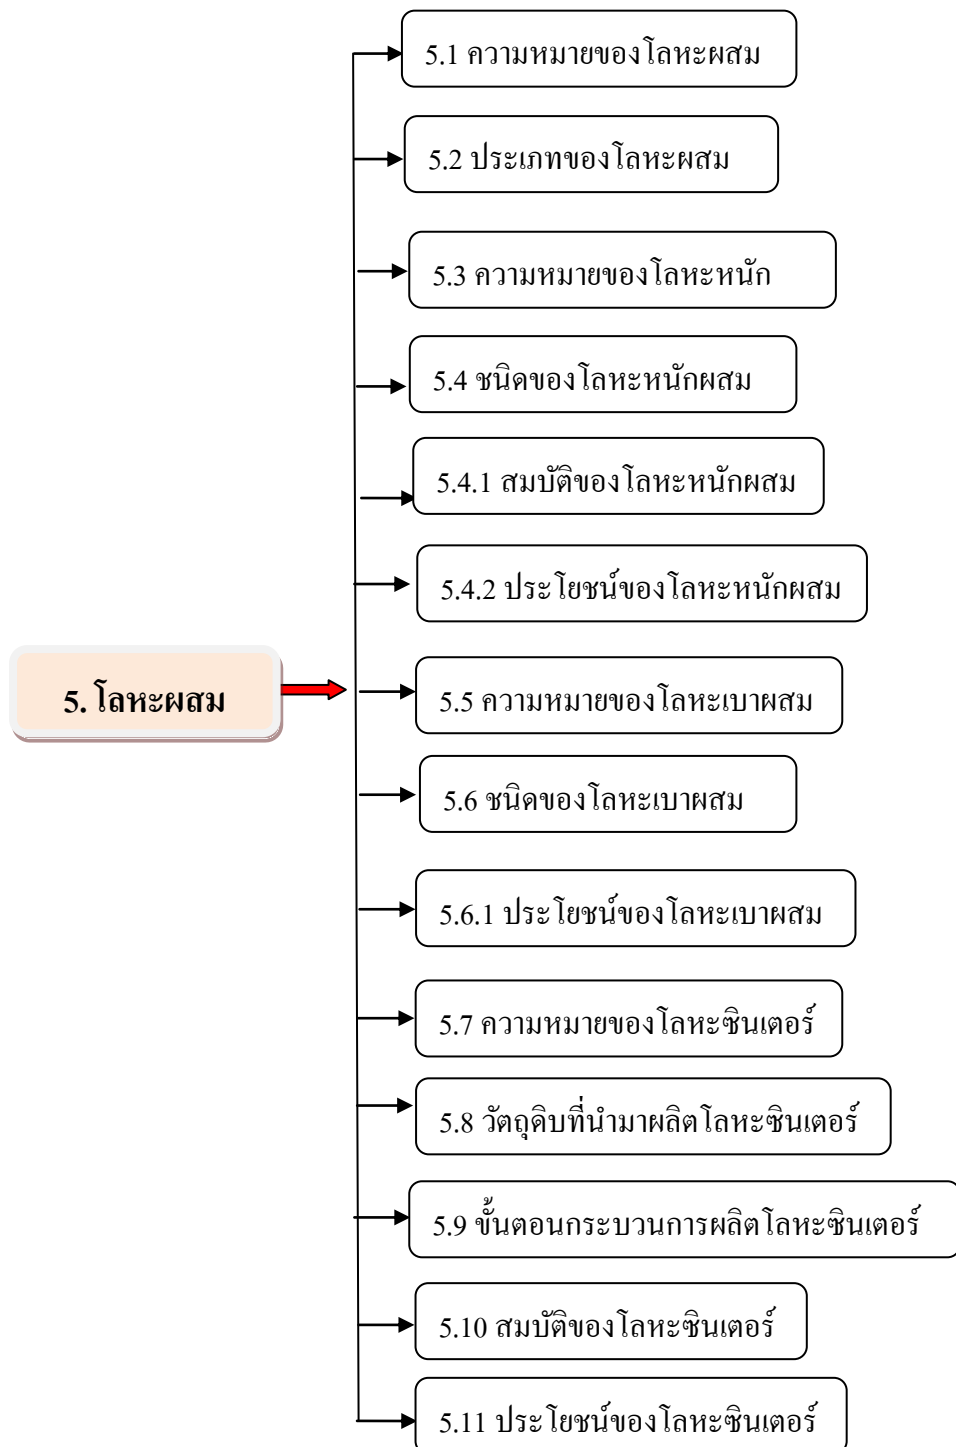 5.1 ความหมายของโลหะผสม
5.2 ประเภทของโลหะผสม
5.3 ความหมายของโลหะหนัก
5.4 ชนิดของโลหะหนักผสม
5.4.1 สมบัติของโลหะหนักผสม
5.4.2 ประโยชน์ของโลหะหนักผสม
5. โลหะผสม
5.5 ความหมายของโลหะเบาผสม
5.6 ชนิดของโลหะเบาผสม
5.6.1 ประโยชน์ของโลหะเบาผสม
5.7 ความหมายของโลหะซินเตอร์
5.8 วัตถุดิบที่นำมาผลิตโลหะซินเตอร์
5.9 ขั้นตอนกระบวนการผลิตโลหะซินเตอร์
5.10 สมบัติของโลหะซินเตอร์
5.11 ประโยชน์ของโลหะซินเตอร์